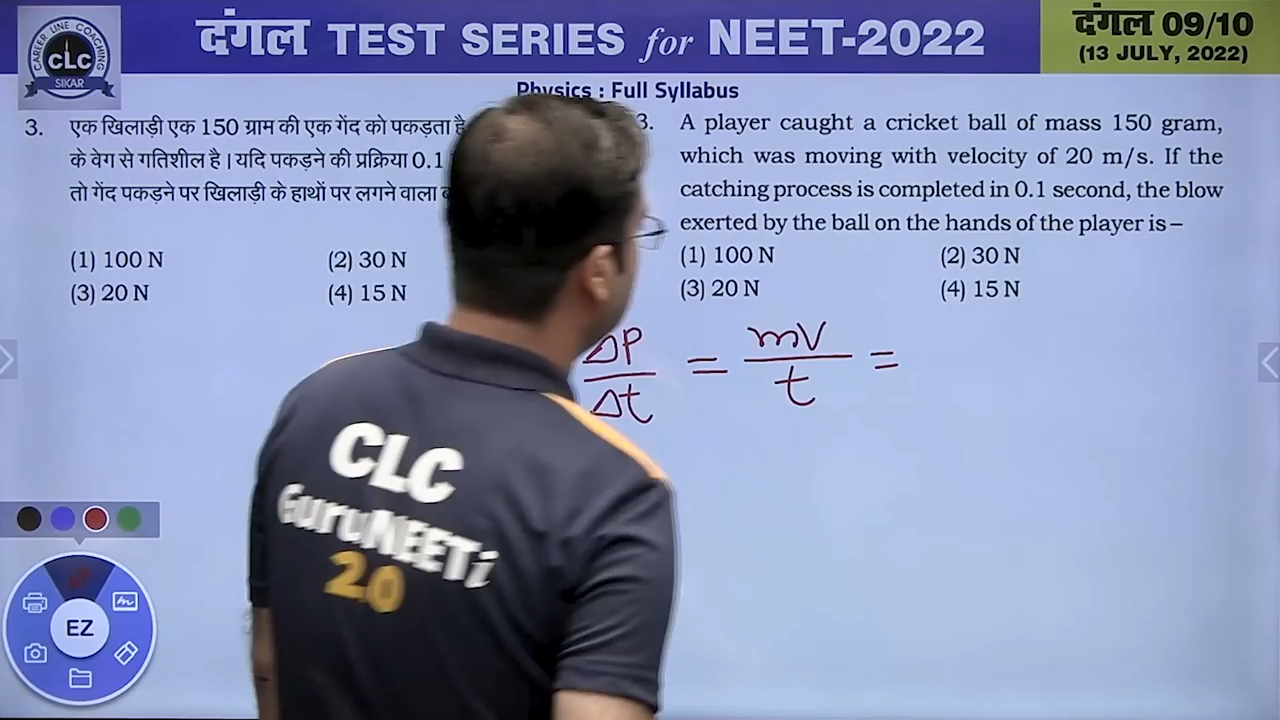 CAREER LINE COACHING
CLC
SIKAR
दंगल TEST SERIES for NEET-2022
दंगल 09/10
(13 JULY, 2022)
Physics : Full Syllabus
3. एक खिलाड़ी एक 150 ग्राम की एक गेंद को पकड़ता है
के वेग से गतिशील है। यदि पकड़ने की प्रक्रिया 0.1
तो गेंद पकड़ने पर खिलाड़ी के हाथों पर लगने वाला
(1) 100 N (2) 30 N
(3) 20 N (4) 15 N
3. A player caught a cricket ball of mass 150 gram,
which was moving with velocity of 20 m/s. If the
catching process is completed in 0.1 second, the blow
exerted by the ball on the hands of the player is–
(1) 100 N (2) 30 N
(3) 20 N (4) 15 N
ΔP/Δt = mv/t =
CLC
GuruNEETi
2.0
EZ